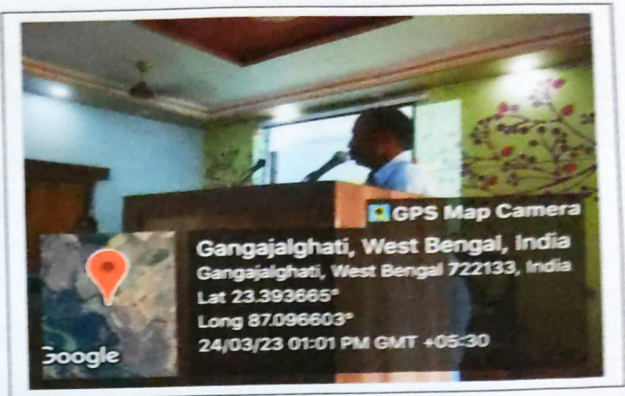 GPS Map Camera
Gangajalghati, West Bengal, India
Gangajalghati, West Bengal 722133, India
Lat 23.393665°
Long 87.096603°
24/03/23 01:01 PM GMT +05:30
Google